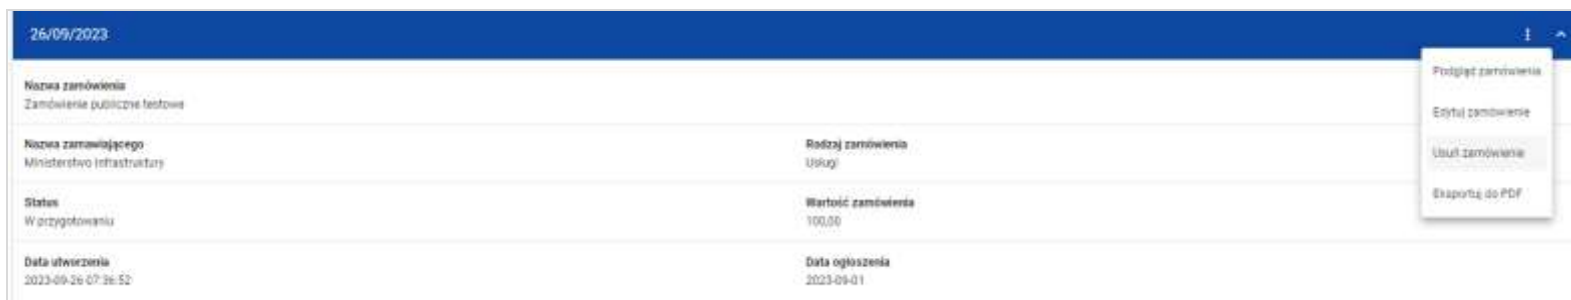 26/09/2023
Podgląd zamówienia
Nazwa zamówienia
Zamówienie publiczne testowe
Edytuj zamówienie
Nazwa zamawiającego
Rodzaj zamówienia
Ministerstwo Infrastruktury
Usługi
Usuń zamówienie
Status
Wartość zamówienia
Eksportuj do PDF
W przygotowaniu
100,00
Data utworzenia
Data ogłoszenia
2023-09-26 07:36:52
2023-09-01